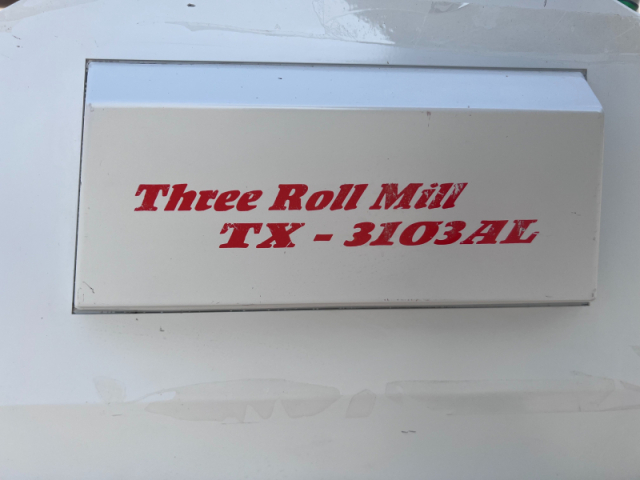 Three Roll Mill
TX - 3103AL